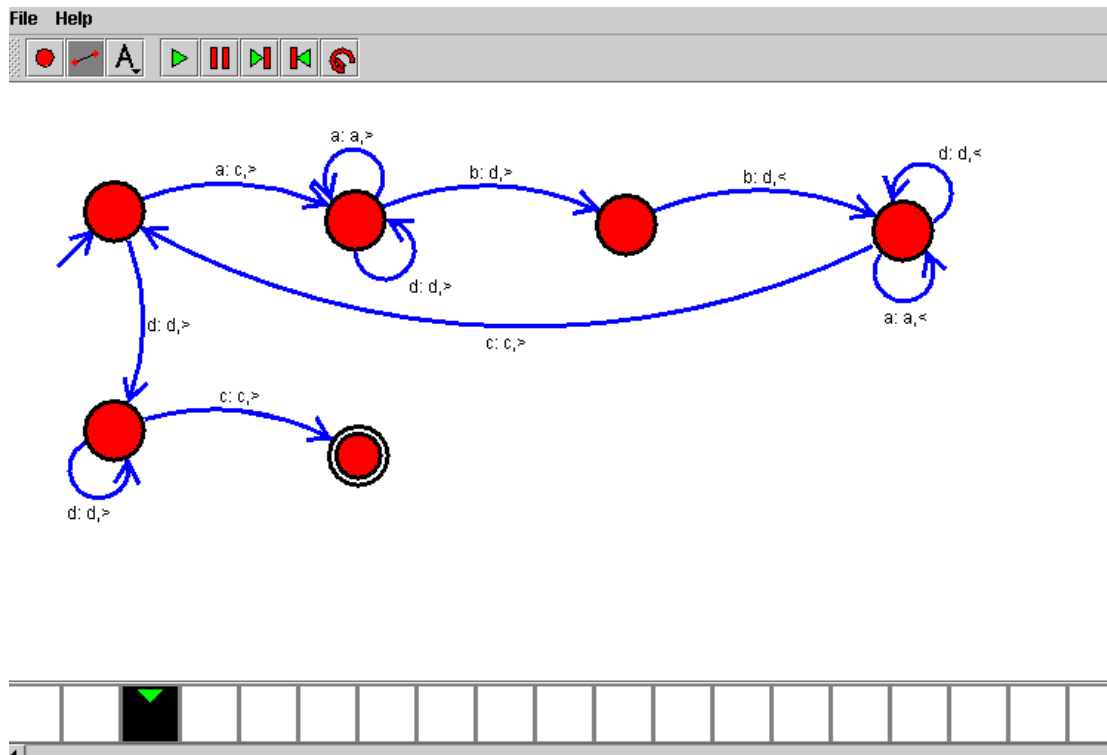 File Help
A
a: a,>
a: c,>
b: d,>
b: d,<
d: d,<
d: d,>
a: a,<
d: d,>
c: c,>
c: c,>
d: d,>